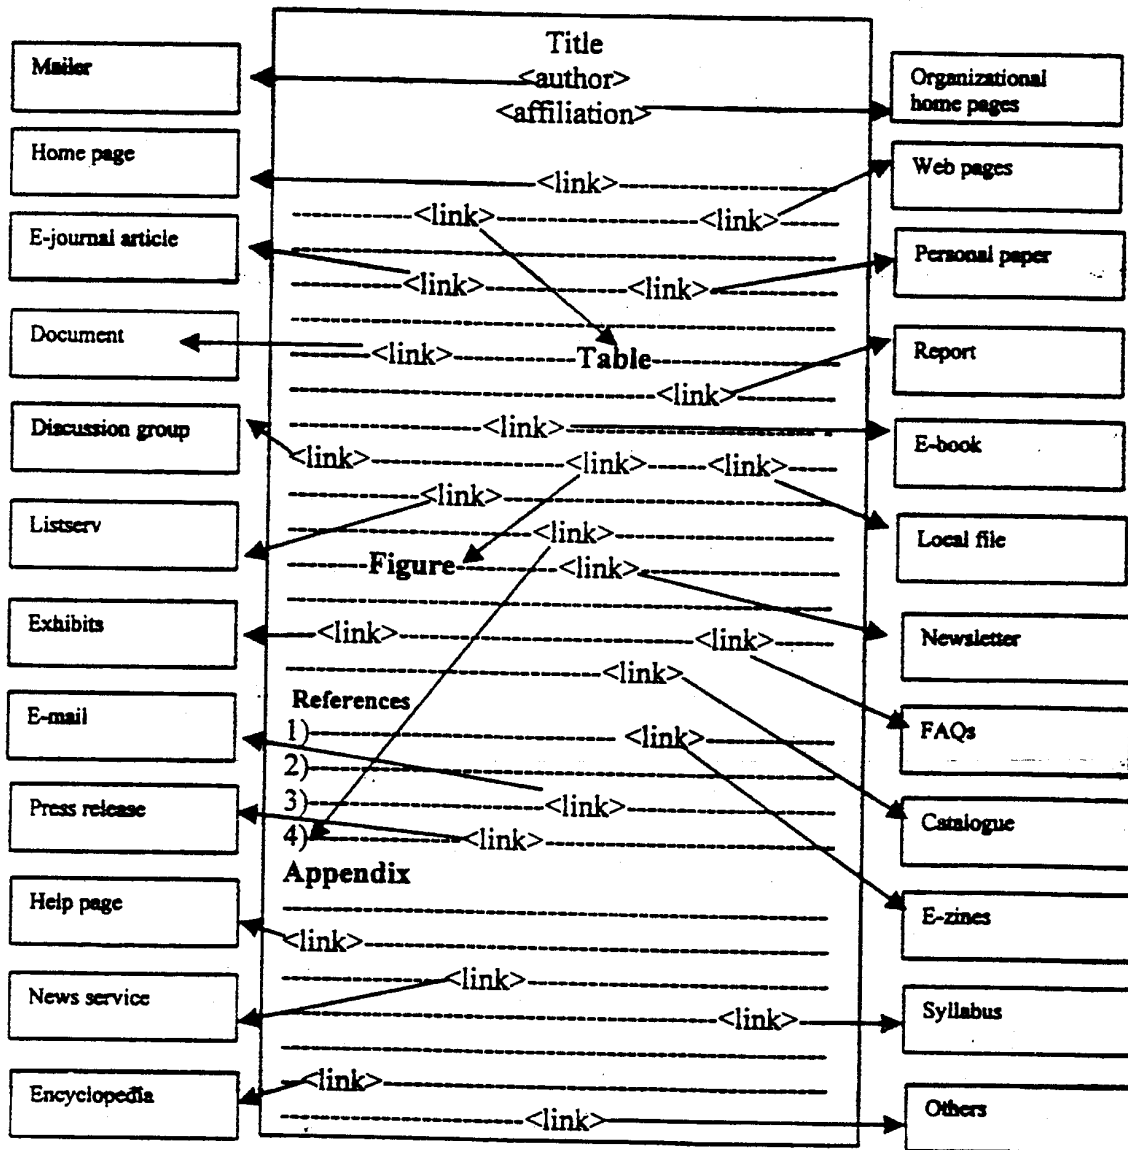 Mailer
Home page
E-journal article
Document
Discussion group
Listserv
Exhibits
E-mail
Press release
Help page
News service
Encyclopedia
Title
<author>
<affiliation>
<link>
<link> <link>
<link> <link>
<link> Table
<link>
<link>
<link> <link> <link>
<link>
<link>
Figure <link>
<link> <link>
<link>
References
1) <link>
2)
3) <link>
4) <link>
Appendix
<link>
<link>
<link>
<link>
<link>
Organizational
home pages
Web pages
Personal paper
Report
E-book
Local file
Newsletter
FAQs
Catalogue
E-zines
Syllabus
Others